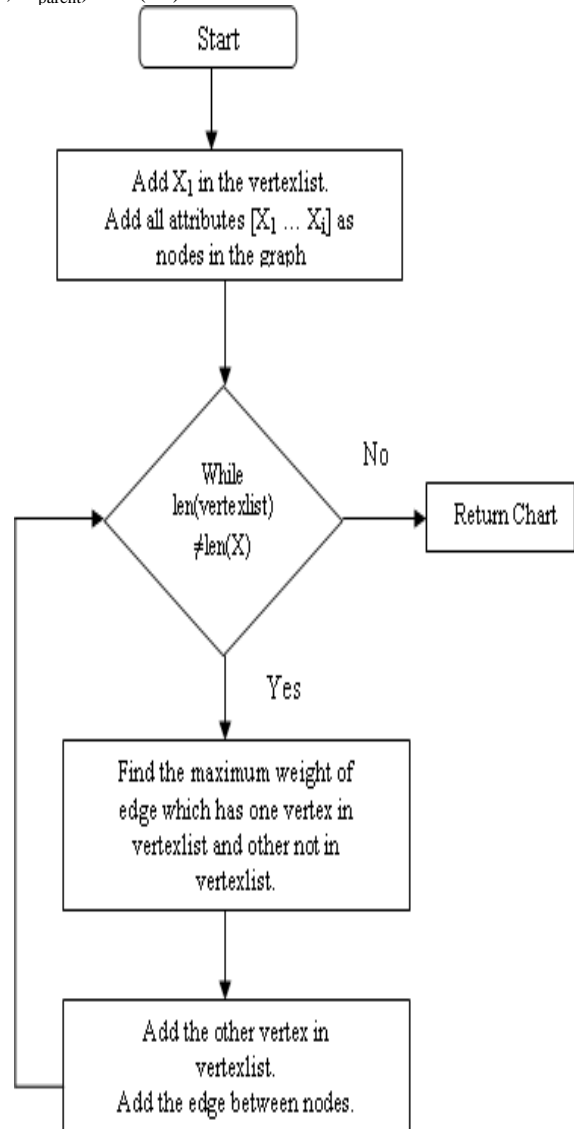 Start
Add X1 in the vertexlist.
Add all attributes [X1 ... Xi] as
nodes in the graph
While
len(vertexlist)
≠len(X)
No
Return Chart
Yes
Find the maximum weight of
edge which has one vertex in
vertexlist and other not in
vertexlist.
Add the other vertex in
vertexlist.
Add the edge between nodes.